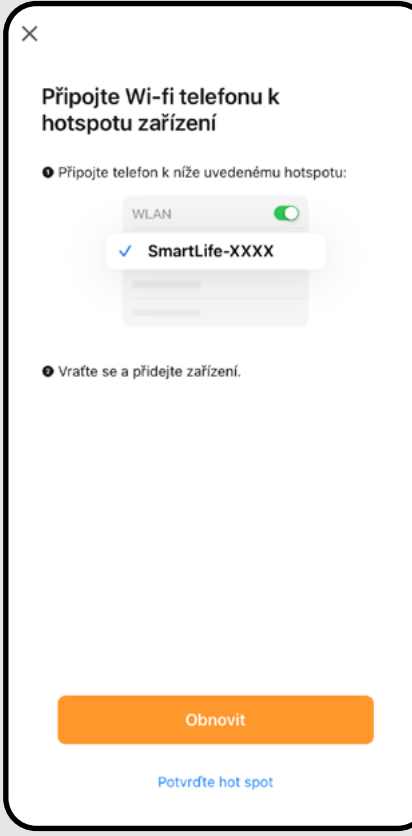 Připojte Wi-fi telefonu k
hotspotu zařízení
❶ Připojte telefon k níže uvedenému hotspotu:
WLAN
✓ SmartLife-XXXX
❷ Vraťte se a přidejte zařízení.
Obnovit
Potvrďte hot spot